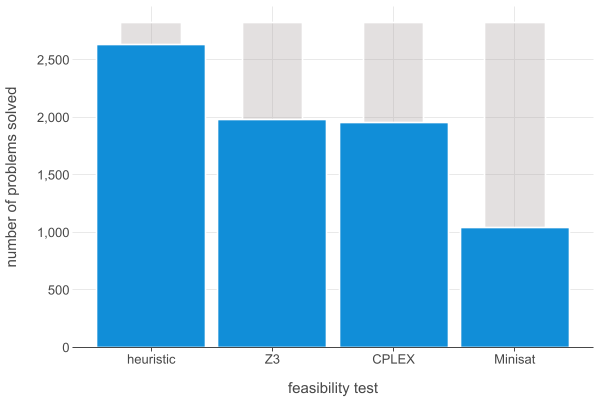 number of problems solved
2,500
2,000
1,500
1,000
500
0
heuristic Z3 CPLEX Minisat
feasibility test